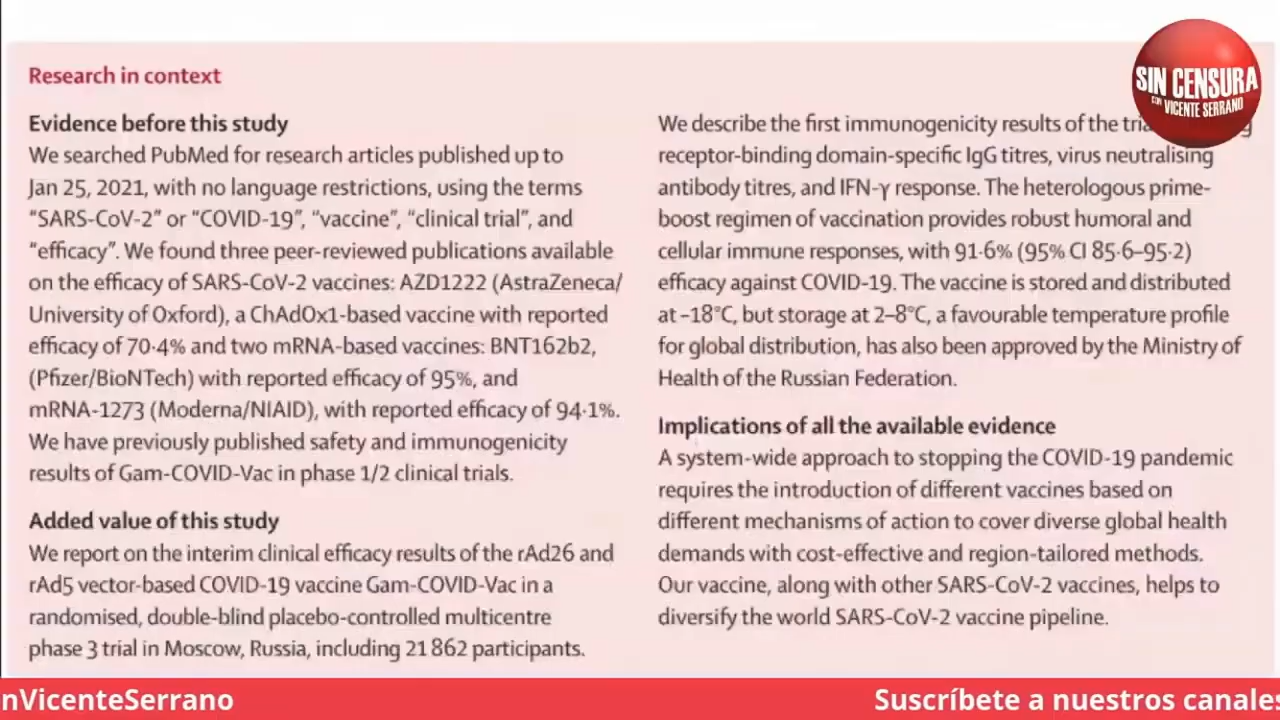 Research in context
Evidence before this study
We searched PubMed for research articles published up to
Jan 25, 2021, with no language restrictions, using the terms
“SARS-CoV-2” or “COVID-19”, “vaccine”, “clinical trial”, and
“efficacy”. We found three peer-reviewed publications available
on the efficacy of SARS-CoV-2 vaccines: AZD1222 (AstraZeneca/
University of Oxford), a ChAdOx1-based vaccine with reported
efficacy of 70·4% and two mRNA-based vaccines: BNT162b2,
(Pfizer/BioNTech) with reported efficacy of 95%, and
mRNA-1273 (Moderna/NIAID), with reported efficacy of 94·1%.
We have previously published safety and immunogenicity
results of Gam-COVID-Vac in phase 1/2 clinical trials.
Added value of this study
We report on the interim clinical efficacy results of the rAd26 and
rAd5 vector-based COVID-19 vaccine Gam-COVID-Vac in a
randomised, double-blind placebo-controlled multicentre
phase 3 trial in Moscow, Russia, including 21 862 participants.
We describe the first immunogenicity results of the
receptor-binding domain-specific IgG titres, virus neutralising
antibody titres, and IFN-γ response. The heterologous prime-
boost regimen of vaccination provides robust humoral and
cellular immune responses, with 91·6% (95% CI 85·6–95·2)
efficacy against COVID-19. The vaccine is stored and distributed
at –18°C, but storage at 2–8°C, a favourable temperature profile
for global distribution, has also been approved by the Ministry of
Health of the Russian Federation.
Implications of all the available evidence
A system-wide approach to stopping the COVID-19 pandemic
requires the introduction of different vaccines based on
different mechanisms of action to cover diverse global health
demands with cost-effective and region-tailored methods.
Our vaccine, along with other SARS-CoV-2 vaccines, helps to
diversify the world SARS-CoV-2 vaccine pipeline.
SIN CENSURA
CON VICENTE SERRANO
nVicenteSerrano
Suscríbete a nuestros canales